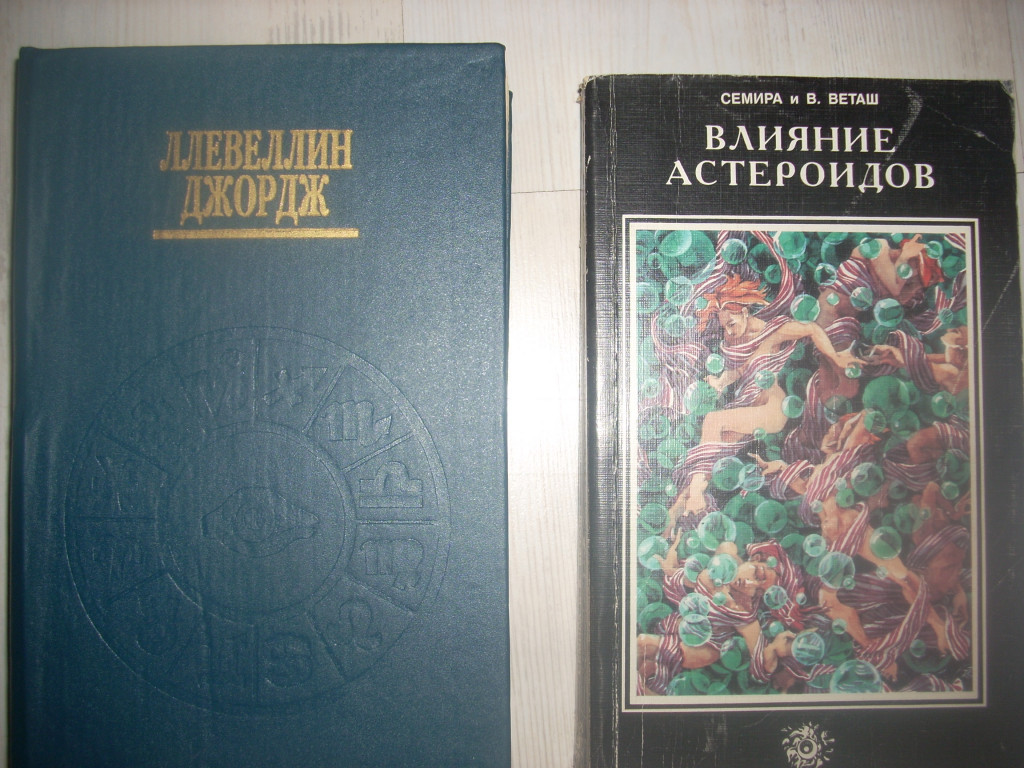 ЛЛЕВЕЛЛИН
ДЖОРДЖ
СЕМИРА и В. ВЕТАШ
ВЛИЯНИЕ
АСТЕРОИДОВ